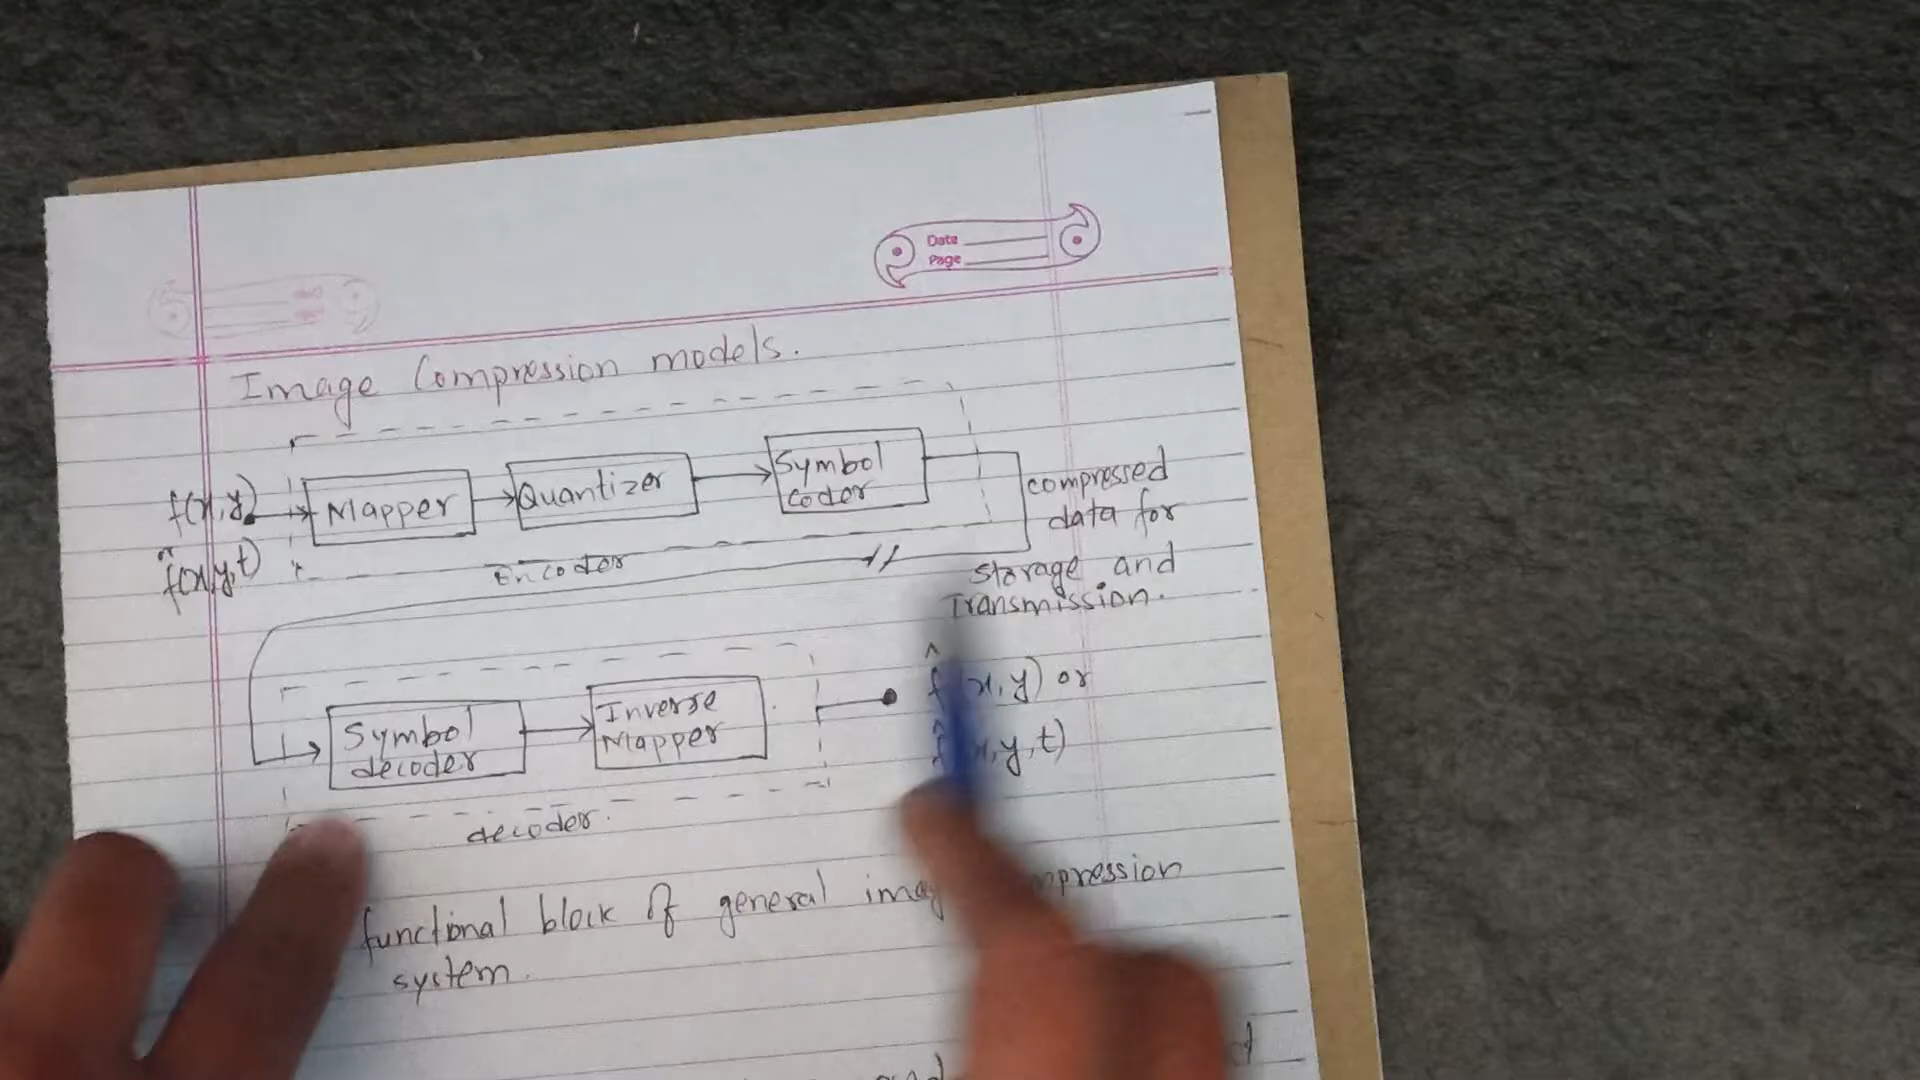 Date
Page
Image Compression models.
f(x,y)
f̂(x,y,t)
Mapper
Quantizer
Symbol
coder
compressed
data for
storage and
Transmission.
Encoder
Symbol
decoder
Inverse
Mapper
f̂(x,y) or
f̂(x,y,t)
decoder.
functional block of general
system.